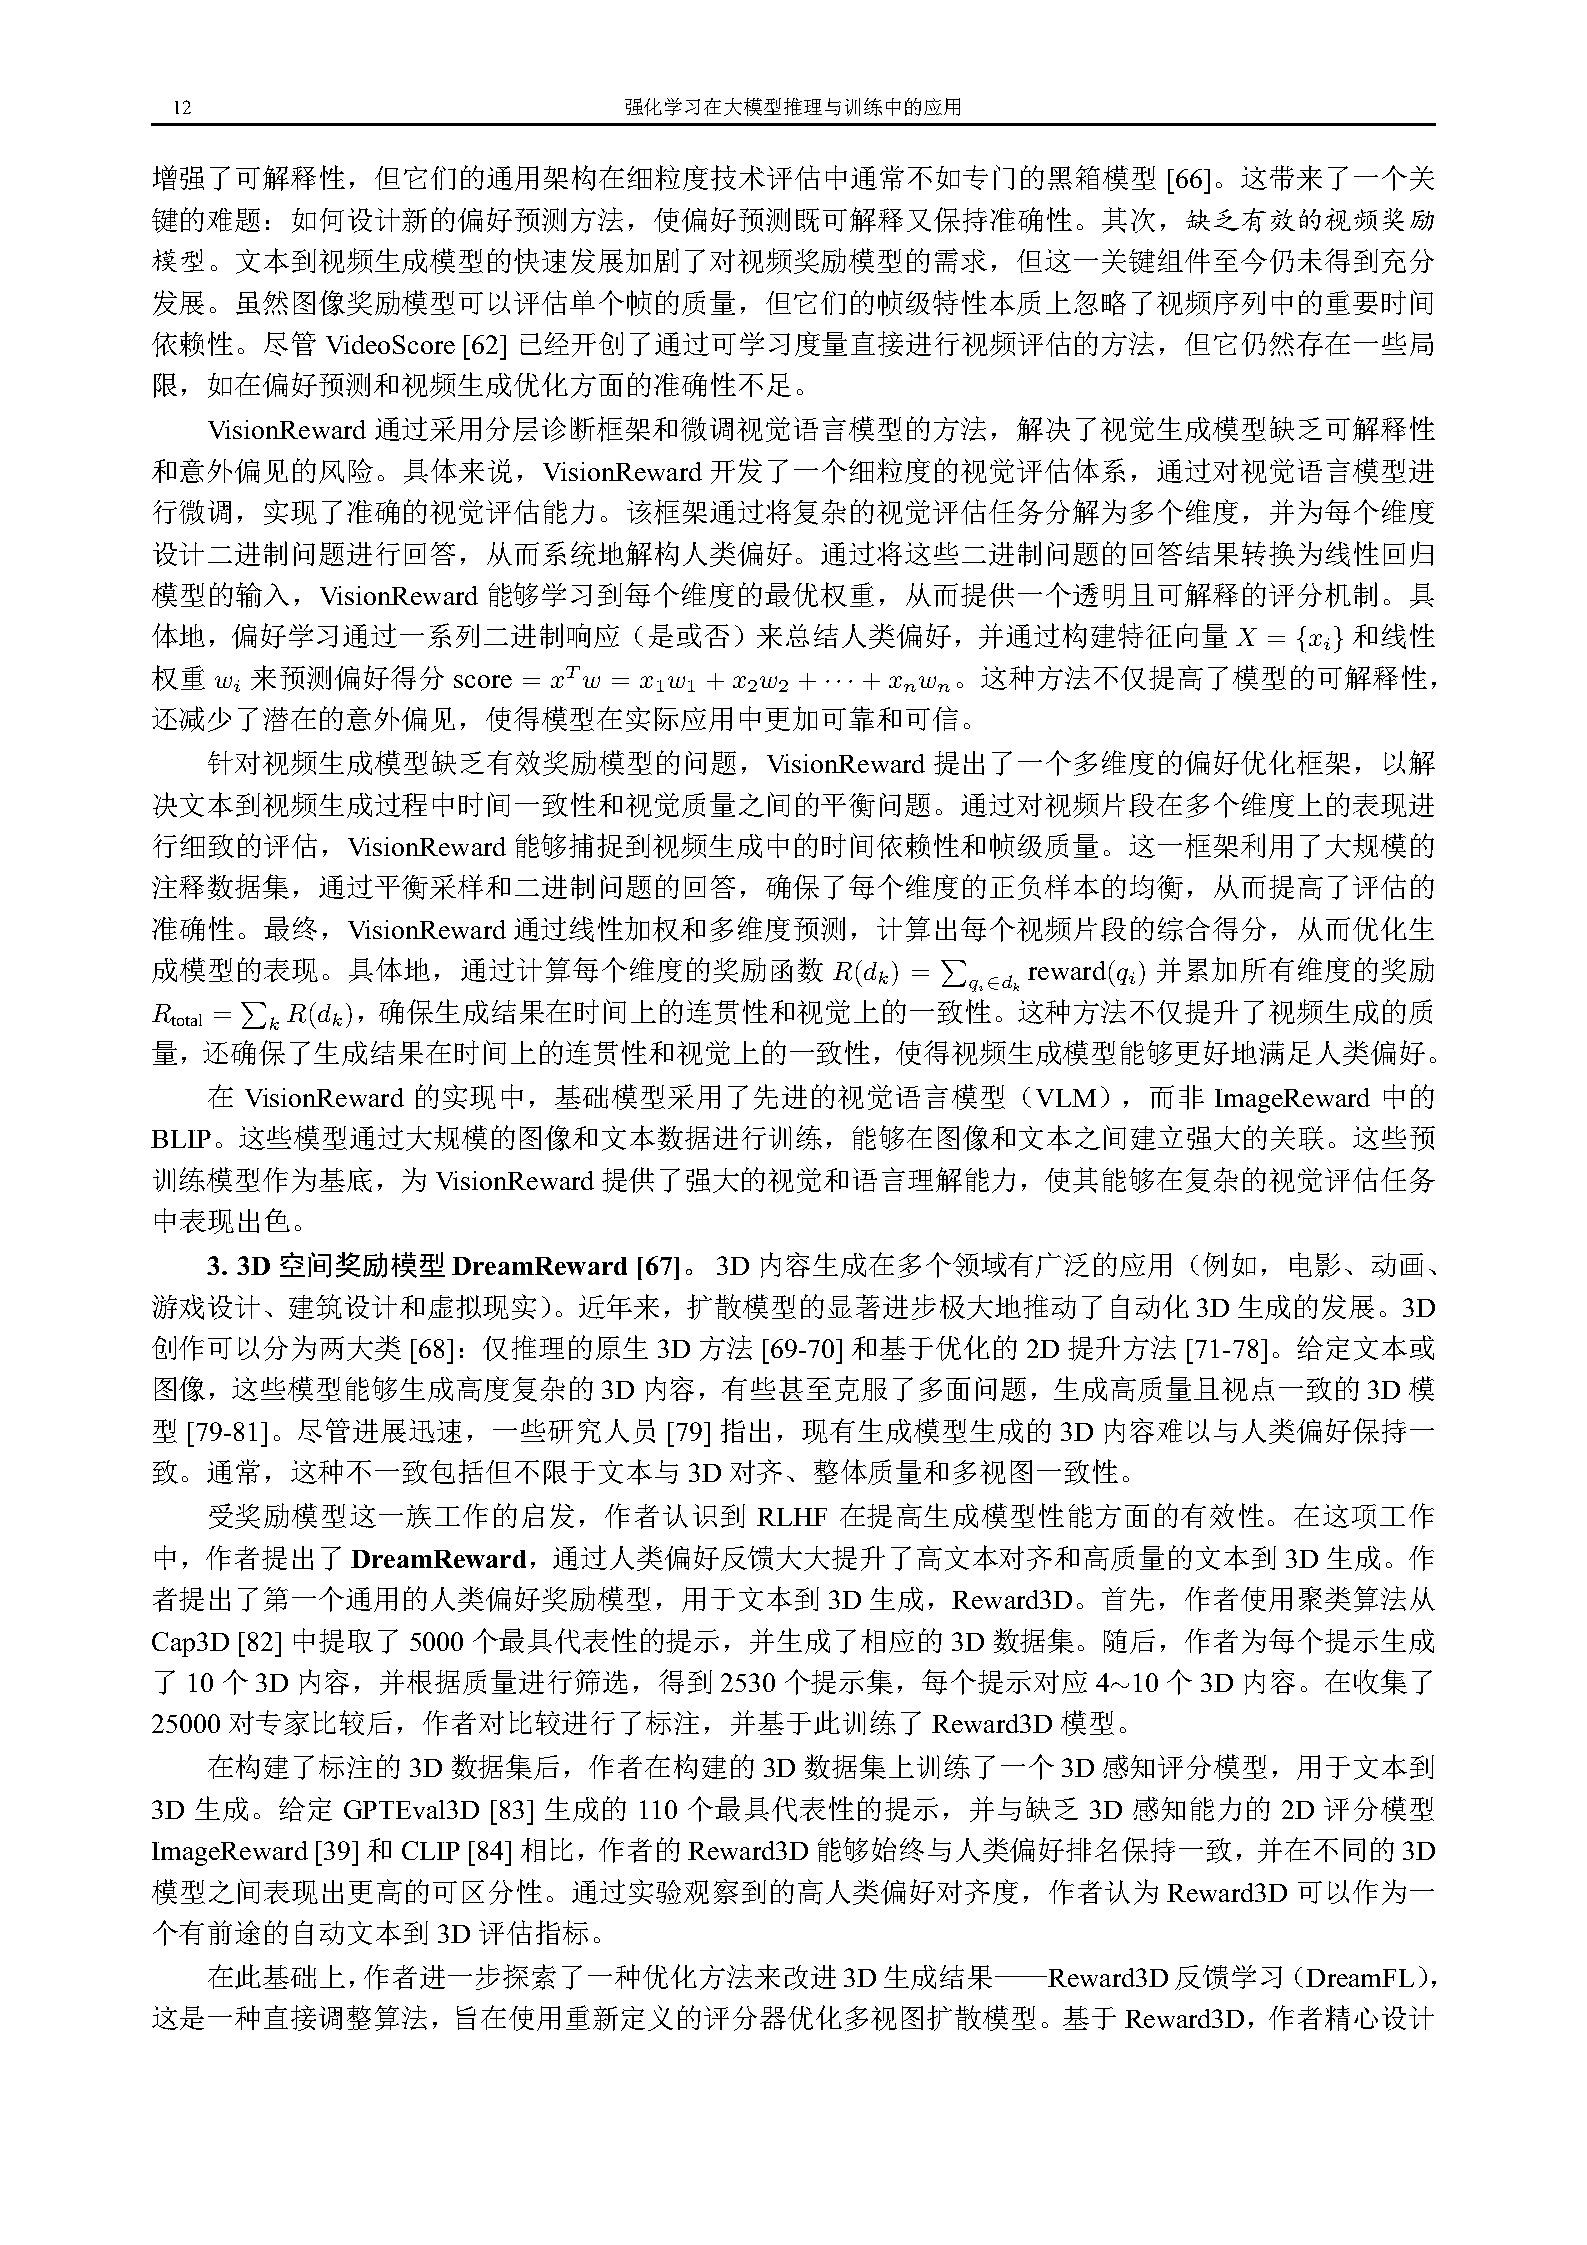 12
强化学习在大模型推理与训练中的应用
增强了可解释性，但它们的通用架构在细粒度技术评估中通常不如专门的黑箱模型 [66]。这带来了一个关
键的难题：如何设计新的偏好预测方法，使偏好预测既可解释又保持准确性。其次，缺乏有效的视频奖励
模型。文本到视频生成模型的快速发展加剧了对视频奖励模型的需求，但这一关键组件至今仍未得到充分
发展。虽然图像奖励模型可以评估单个帧的质量，但它们的帧级特性本质上忽略了视频序列中的重要时间
依赖性。尽管 VideoScore [62] 已经开创了通过可学习度量直接进行视频评估的方法，但它仍然存在一些局
限，如在偏好预测和视频生成优化方面的准确性不足。
VisionReward 通过采用分层诊断框架和微调视觉语言模型的方法，解决了视觉生成模型缺乏可解释性
和意外偏见的风险。具体来说，VisionReward 开发了一个细粒度的视觉评估体系，通过对视觉语言模型进
行微调，实现了准确的视觉评估能力。该框架通过将复杂的视觉评估任务分解为多个维度，并为每个维度
设计二进制问题进行回答，从而系统地解构人类偏好。通过将这些二进制问题的回答结果转换为线性回归
模型的输入，VisionReward 能够学习到每个维度的最优权重，从而提供一个透明且可解释的评分机制。具
体地，偏好学习通过一系列二进制响应（是或否）来总结人类偏好，并通过构建特征向量 $X = \{x_i\}$ 和线性
权重 $w_i$ 来预测偏好得分 score $= x^T w = x_1 w_1 + x_2 w_2 + \cdots + x_n w_n$。这种方法不仅提高了模型的可解释性，
还减少了潜在的意外偏见，使得模型在实际应用中更加可靠和可信。
针对视频生成模型缺乏有效奖励模型的问题，VisionReward 提出了一个多维度的偏好优化框架，以解
决文本到视频生成过程中时间一致性和视觉质量之间的平衡问题。通过对视频片段在多个维度上的表现进
行细致的评估，VisionReward 能够捕捉到视频生成中的时间依赖性和帧级质量。这一框架利用了大规模的
注释数据集，通过平衡采样和二进制问题的回答，确保了每个维度的正负样本的均衡，从而提高了评估的
准确性。最终，VisionReward 通过线性加权和多维度预测，计算出每个视频片段的综合得分，从而优化生
成模型的表现。具体地，通过计算每个维度的奖励函数 $R(d_k) = \sum_{q_i \in d_k} \text{reward}(q_i)$ 并累加所有维度的奖励
$R_{\text{total}} = \sum_k R(d_k)$，确保生成结果在时间上的连贯性和视觉上的一致性。这种方法不仅提升了视频生成的质
量，还确保了生成结果在时间上的连贯性和视觉上的一致性，使得视频生成模型能够更好地满足人类偏好。
在 VisionReward 的实现中，基础模型采用了先进的视觉语言模型（VLM），而非 ImageReward 中的
BLIP。这些模型通过大规模的图像和文本数据进行训练，能够在图像和文本之间建立强大的关联。这些预
训练模型作为基底，为 VisionReward 提供了强大的视觉和语言理解能力，使其能够在复杂的视觉评估任务
中表现出色。
3. 3D 空间奖励模型 DreamReward [67]。 3D 内容生成在多个领域有广泛的应用（例如，电影、动画、
游戏设计、建筑设计和虚拟现实）。近年来，扩散模型的显著进步极大地推动了自动化 3D 生成的发展。3D
创作可以分为两大类 [68]：仅推理的原生 3D 方法 [69-70] 和基于优化的 2D 提升方法 [71-78]。给定文本或
图像，这些模型能够生成高度复杂的 3D 内容，有些甚至克服了多面问题，生成高质量且视点一致的 3D 模
型 [79-81]。尽管进展迅速，一些研究人员 [79] 指出，现有生成模型生成的 3D 内容难以与人类偏好保持一
致。通常，这种不一致包括但不限于文本与 3D 对齐、整体质量和多视图一致性。
受奖励模型这一族工作的启发，作者认识到 RLHF 在提高生成模型性能方面的有效性。在这项工作
中，作者提出了 DreamReward，通过人类偏好反馈大大提升了高文本对齐和高质量的文本到 3D 生成。作
者提出了第一个通用的人类偏好奖励模型，用于文本到 3D 生成，Reward3D。首先，作者使用聚类算法从
Cap3D [82] 中提取了 5000 个最具代表性的提示，并生成了相应的 3D 数据集。随后，作者为每个提示生成
了 10 个 3D 内容，并根据质量进行筛选，得到 2530 个提示集，每个提示对应 4~10 个 3D 内容。在收集了
25000 对专家比较后，作者对比较进行了标注，并基于此训练了 Reward3D 模型。
在构建了标注的 3D 数据集后，作者在构建的 3D 数据集上训练了一个 3D 感知评分模型，用于文本到
3D 生成。给定 GPTEval3D [83] 生成的 110 个最具代表性的提示，并与缺乏 3D 感知能力的 2D 评分模型
ImageReward [39] 和 CLIP [84] 相比，作者的 Reward3D 能够始终与人类偏好排名保持一致，并在不同的 3D
模型之间表现出更高的可区分性。通过实验观察到的高人类偏好对齐度，作者认为 Reward3D 可以作为一
个有前途的自动文本到 3D 评估指标。
在此基础上，作者进一步探索了一种优化方法来改进 3D 生成结果——Reward3D 反馈学习（DreamFL），
这是一种直接调整算法，旨在使用重新定义的评分器优化多视图扩散模型。基于 Reward3D，作者精心设计